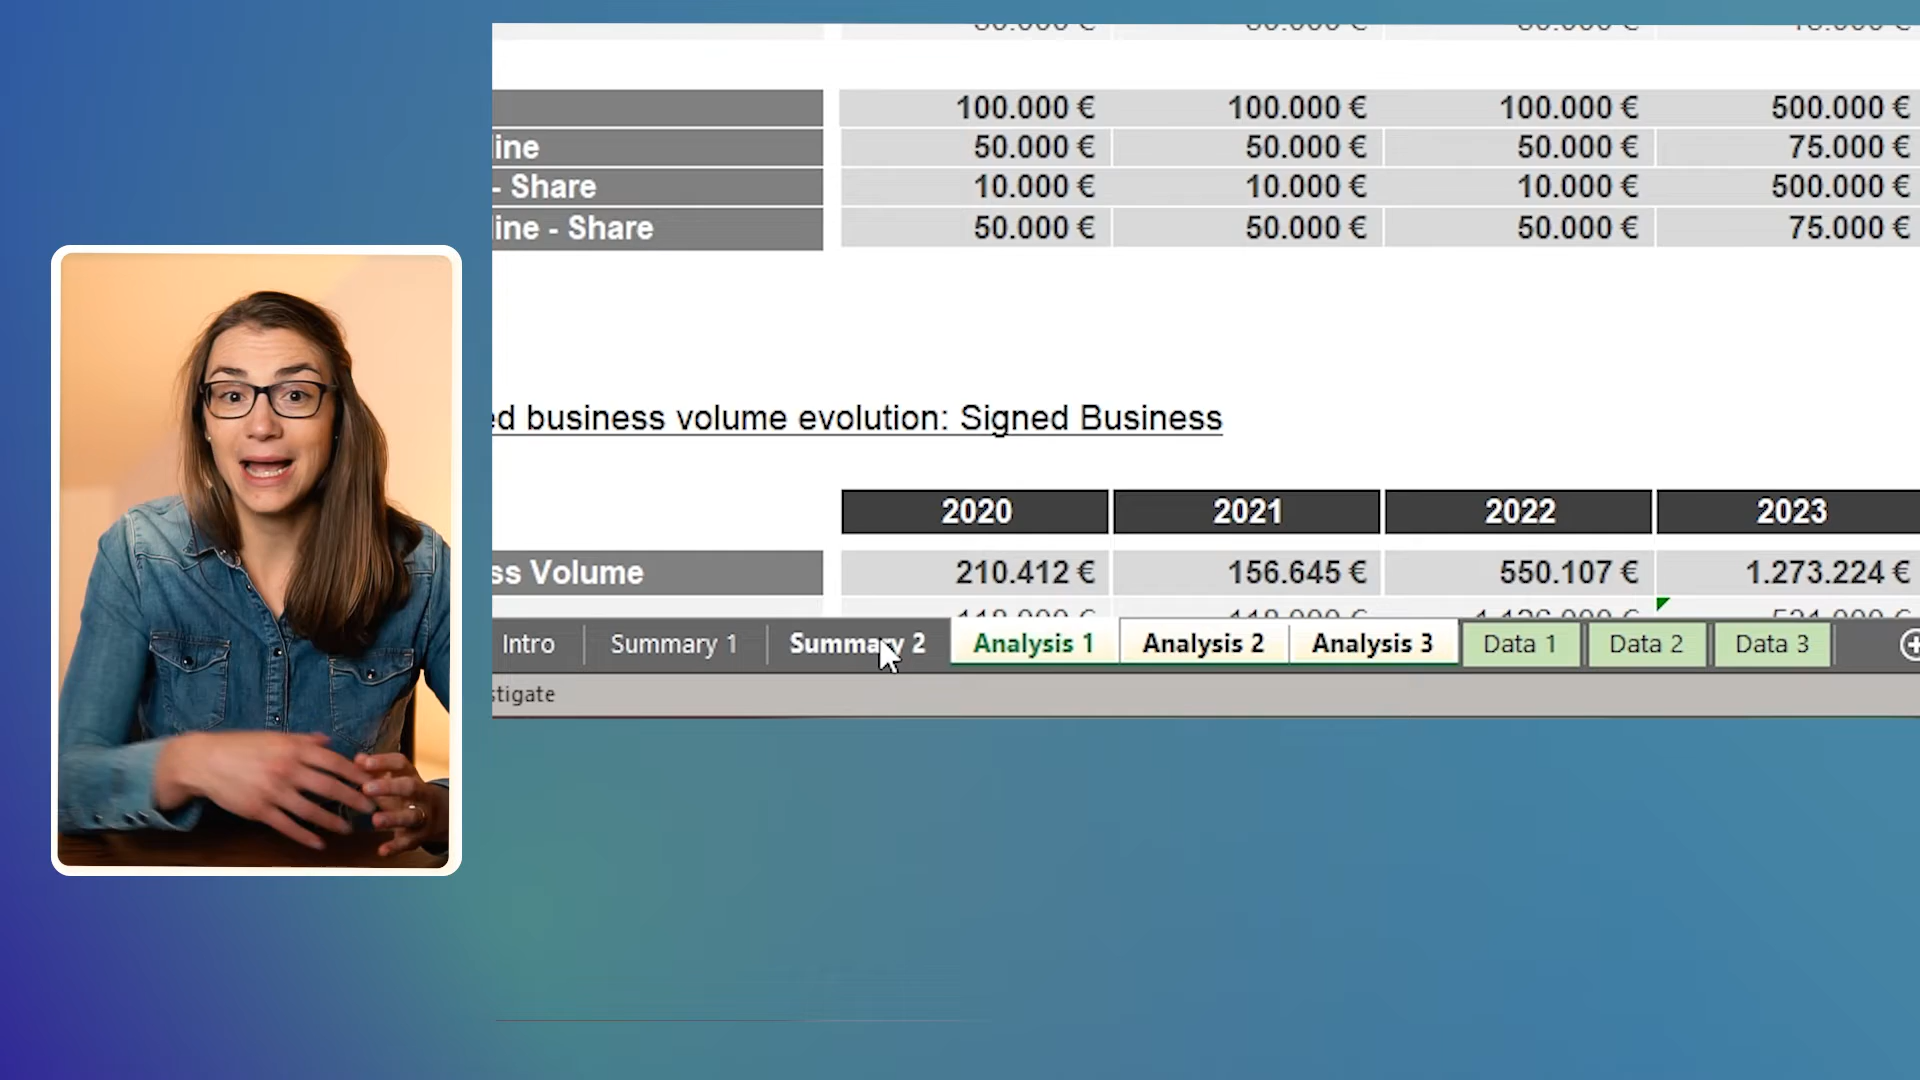 100.000 € 100.000 € 100.000 € 500.000 €
ine 50.000 € 50.000 € 50.000 € 75.000 €
- Share 10.000 € 10.000 € 10.000 € 500.000 €
ine - Share 50.000 € 50.000 € 50.000 € 75.000 €
ed business volume evolution: Signed Business
2020 2021 2022 2023
ss Volume 210.412 € 156.645 € 550.107 € 1.273.224 €
Intro Summary 1 Summary 2 Analysis 1 Analysis 2 Analysis 3 Data 1 Data 2 Data 3
stigate